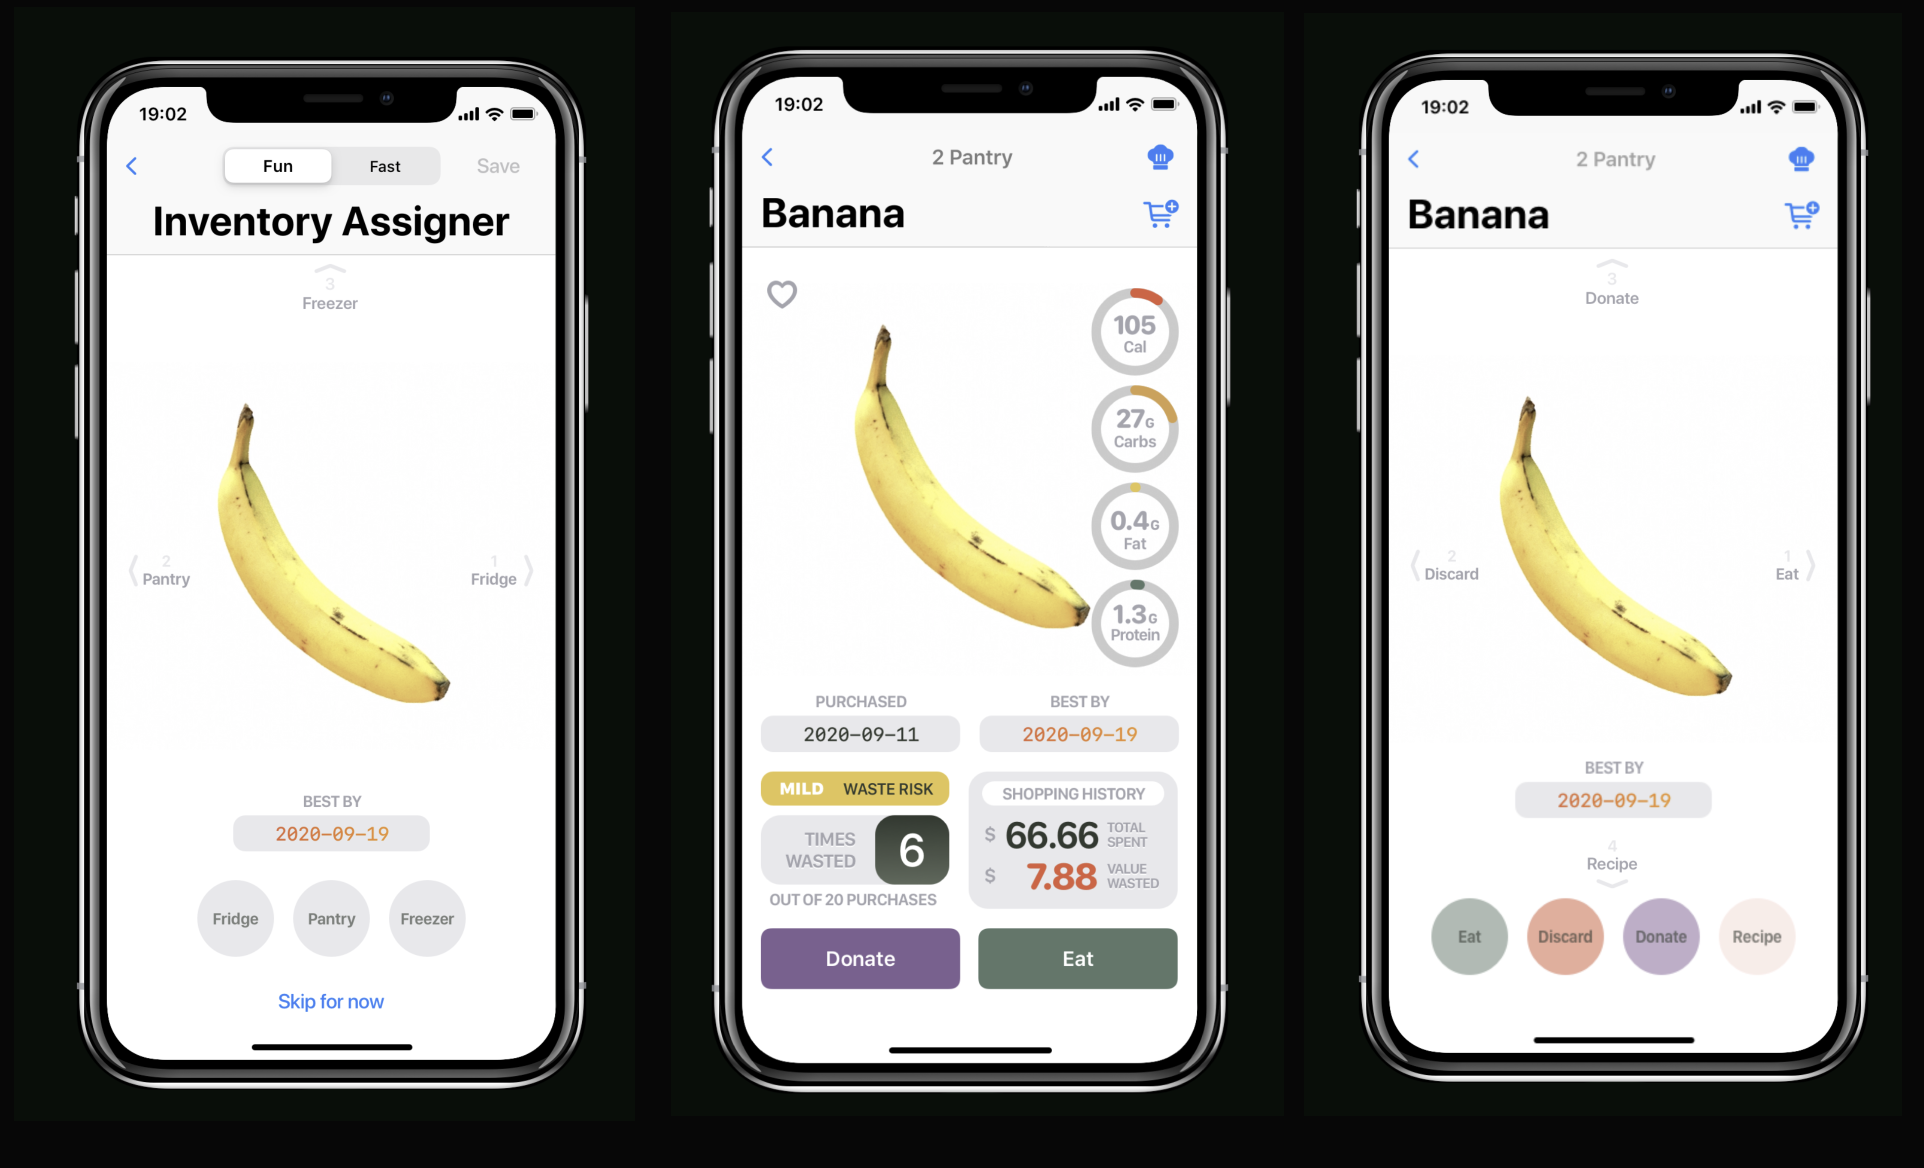 19:02
Fun Fast Save
Inventory Assigner
3
Freezer
2
Pantry
1
Fridge
BEST BY
2020-09-19
Fridge Pantry Freezer
Skip for now
19:02
2 Pantry
Banana
105
Cal
27G
Carbs
0.4G
Fat
1.3G
Protein
PURCHASED
2020-09-11
BEST BY
2020-09-19
MILD WASTE RISK
TIMES
WASTED
6
OUT OF 20 PURCHASES
SHOPPING HISTORY
$ 66.66 TOTAL
SPENT
$ 7.88 VALUE
WASTED
Donate Eat
19:02
2 Pantry
Banana
3
Donate
2
Discard
1
Eat
BEST BY
2020-09-19
4
Recipe
Eat Discard Donate Recipe